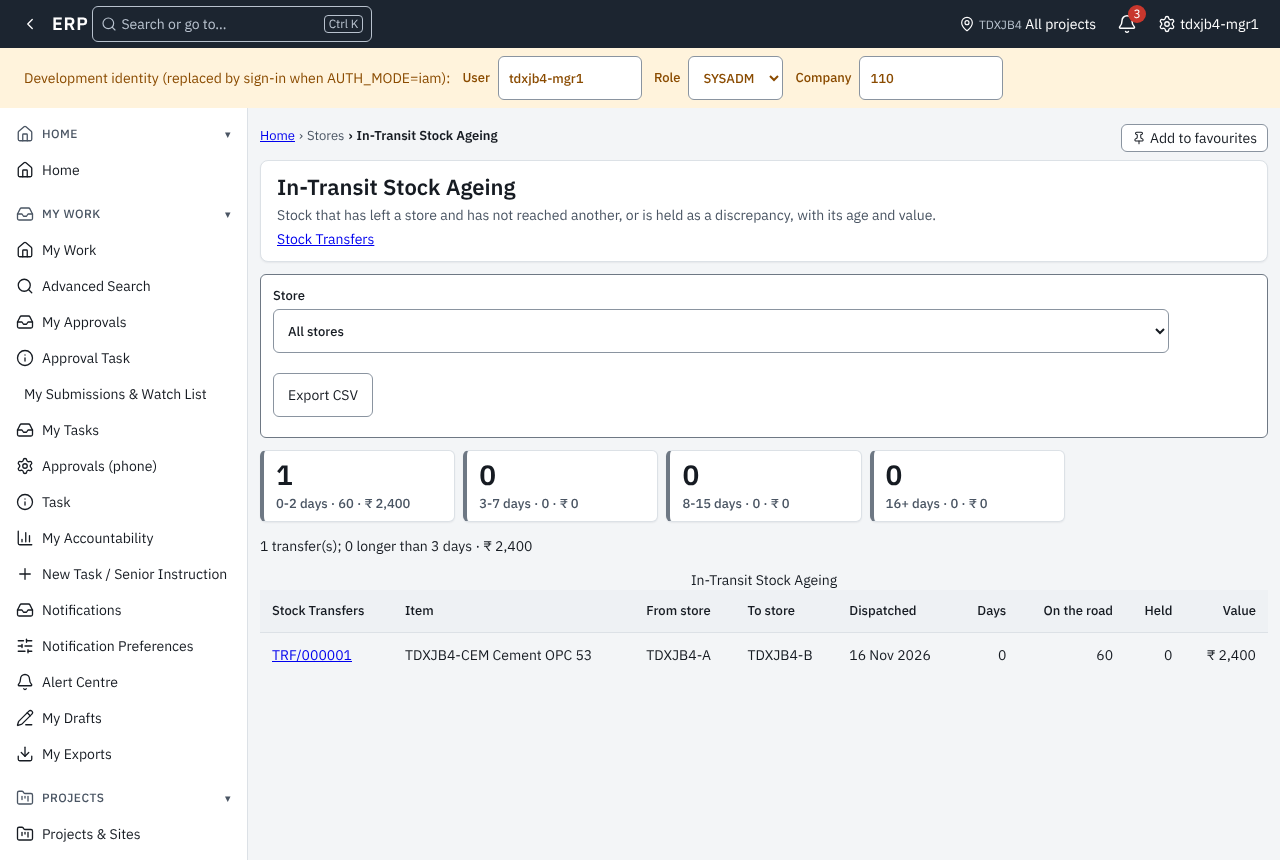 ERP
Search or go to...
Ctrl K
TDXJB4 All projects
3
tdxjb4-mgr1
Development identity (replaced by sign-in when AUTH_MODE=iam):
User
tdxjb4-mgr1
Role
SYSADM
Company
110
HOME
Home
MY WORK
My Work
Advanced Search
My Approvals
Approval Task
My Submissions & Watch List
My Tasks
Approvals (phone)
Task
My Accountability
New Task / Senior Instruction
Notifications
Notification Preferences
Alert Centre
My Drafts
My Exports
PROJECTS
Projects & Sites
Home › Stores › In-Transit Stock Ageing
Add to favourites
In-Transit Stock Ageing
Stock that has left a store and has not reached another, or is held as a discrepancy, with its age and value.
Stock Transfers
Store
All stores
Export CSV
1
0-2 days · 60 · ₹ 2,400
0
3-7 days · 0 · ₹ 0
0
8-15 days · 0 · ₹ 0
0
16+ days · 0 · ₹ 0
1 transfer(s); 0 longer than 3 days · ₹ 2,400
In-Transit Stock Ageing
Stock Transfers Item From store To store Dispatched Days On the road Held Value
TRF/000001 TDXJB4-CEM Cement OPC 53 TDXJB4-A TDXJB4-B 16 Nov 2026 0 60 0 ₹ 2,400